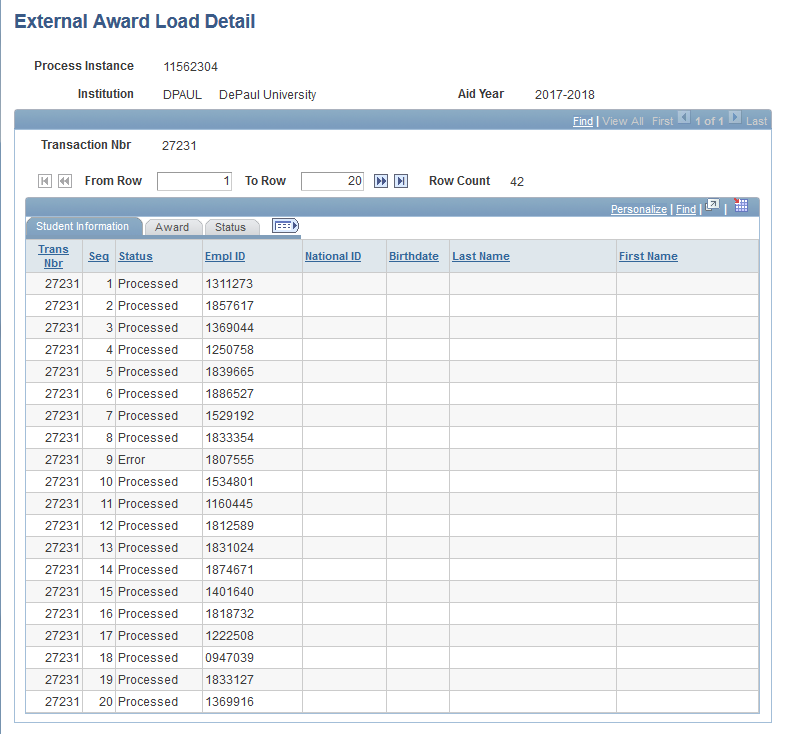 External Award Load Detail
Process Instance 11562304
Institution DPAUL DePaul University Aid Year 2017-2018
Find | View All First 1 of 1 Last
Transaction Nbr 27231
From Row 1 To Row 20 Row Count 42
Personalize | Find | |
Student Information Award Status
Trans Nbr Seq Status Empl ID National ID Birthdate Last Name First Name
27231 1 Processed 1311273
27231 2 Processed 1857617
27231 3 Processed 1369044
27231 4 Processed 1250758
27231 5 Processed 1839665
27231 6 Processed 1886527
27231 7 Processed 1529192
27231 8 Processed 1833354
27231 9 Error 1807555
27231 10 Processed 1534801
27231 11 Processed 1160445
27231 12 Processed 1812589
27231 13 Processed 1831024
27231 14 Processed 1874671
27231 15 Processed 1401640
27231 16 Processed 1818732
27231 17 Processed 1222508
27231 18 Processed 0947039
27231 19 Processed 1833127
27231 20 Processed 1369916